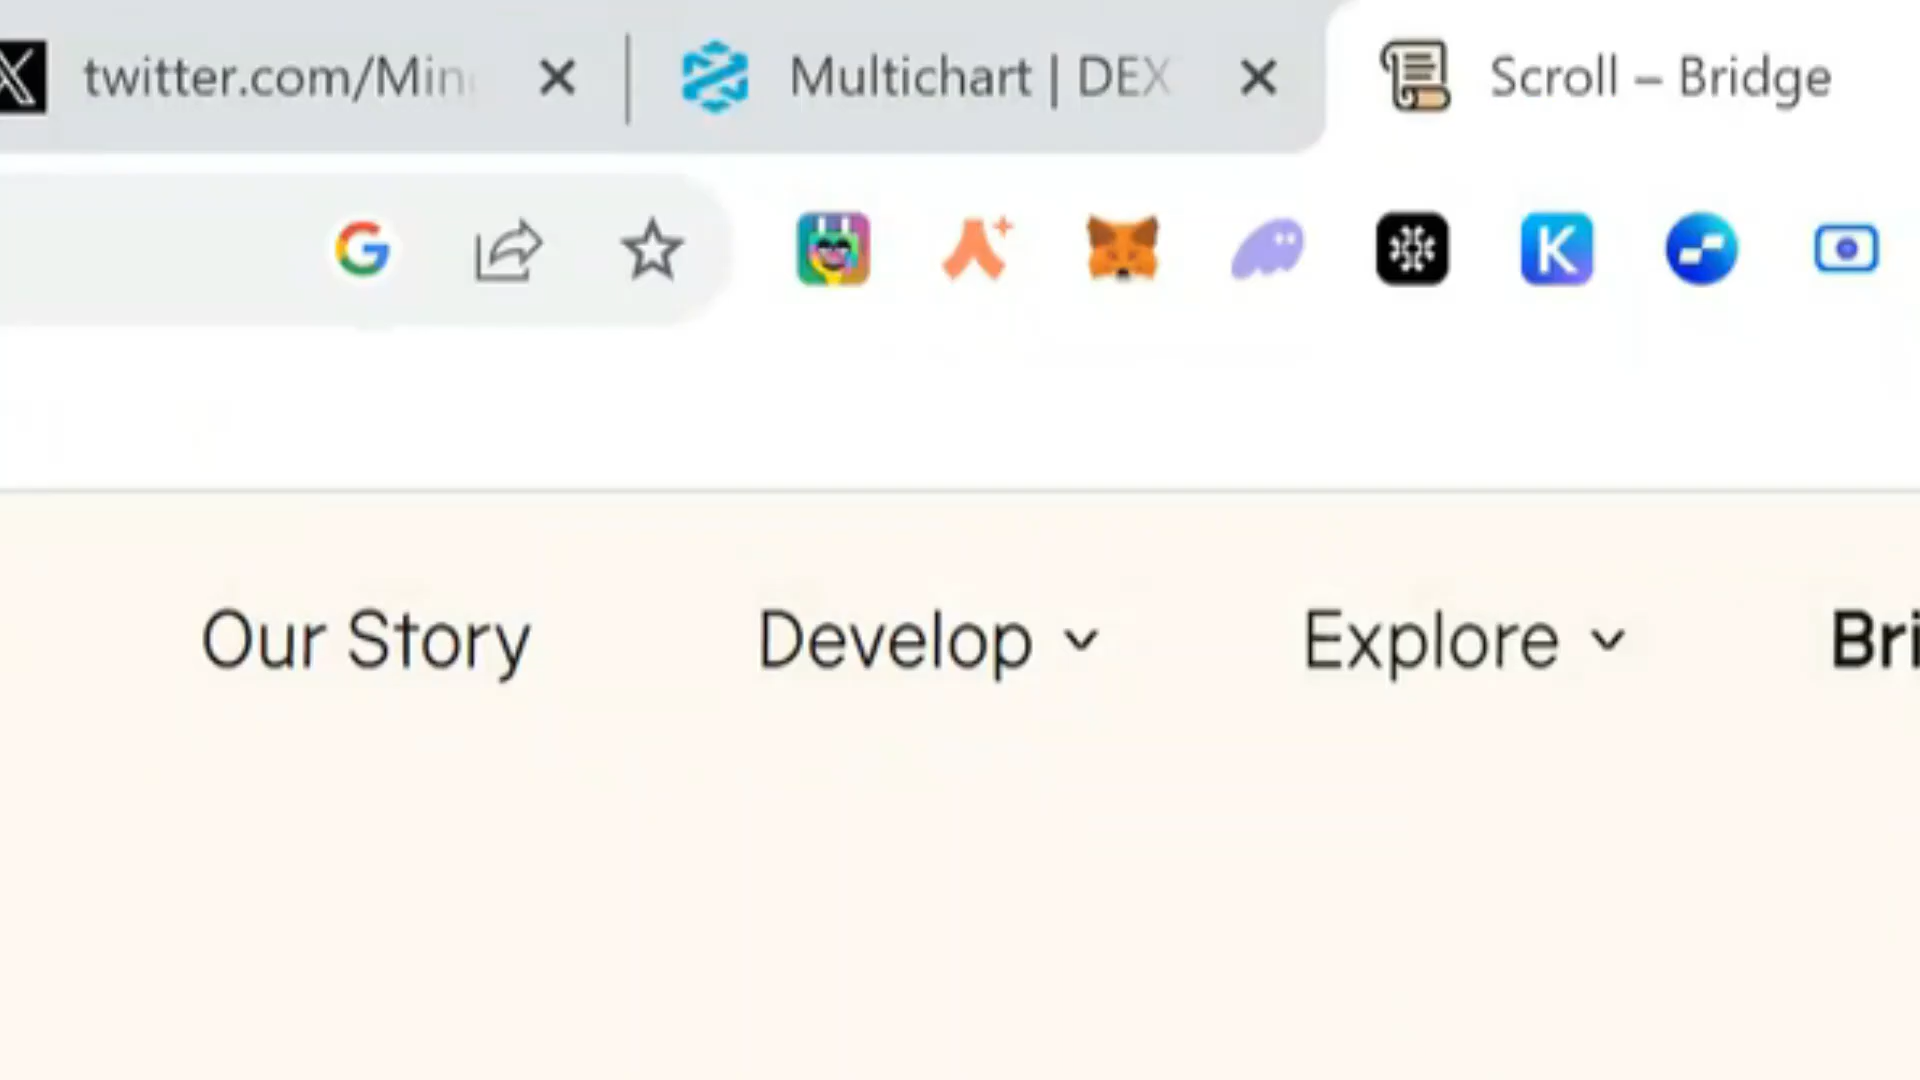 twitter.com/Min
Multichart | DEX
Scroll – Bridge
Our Story
Develop
Explore
Bri